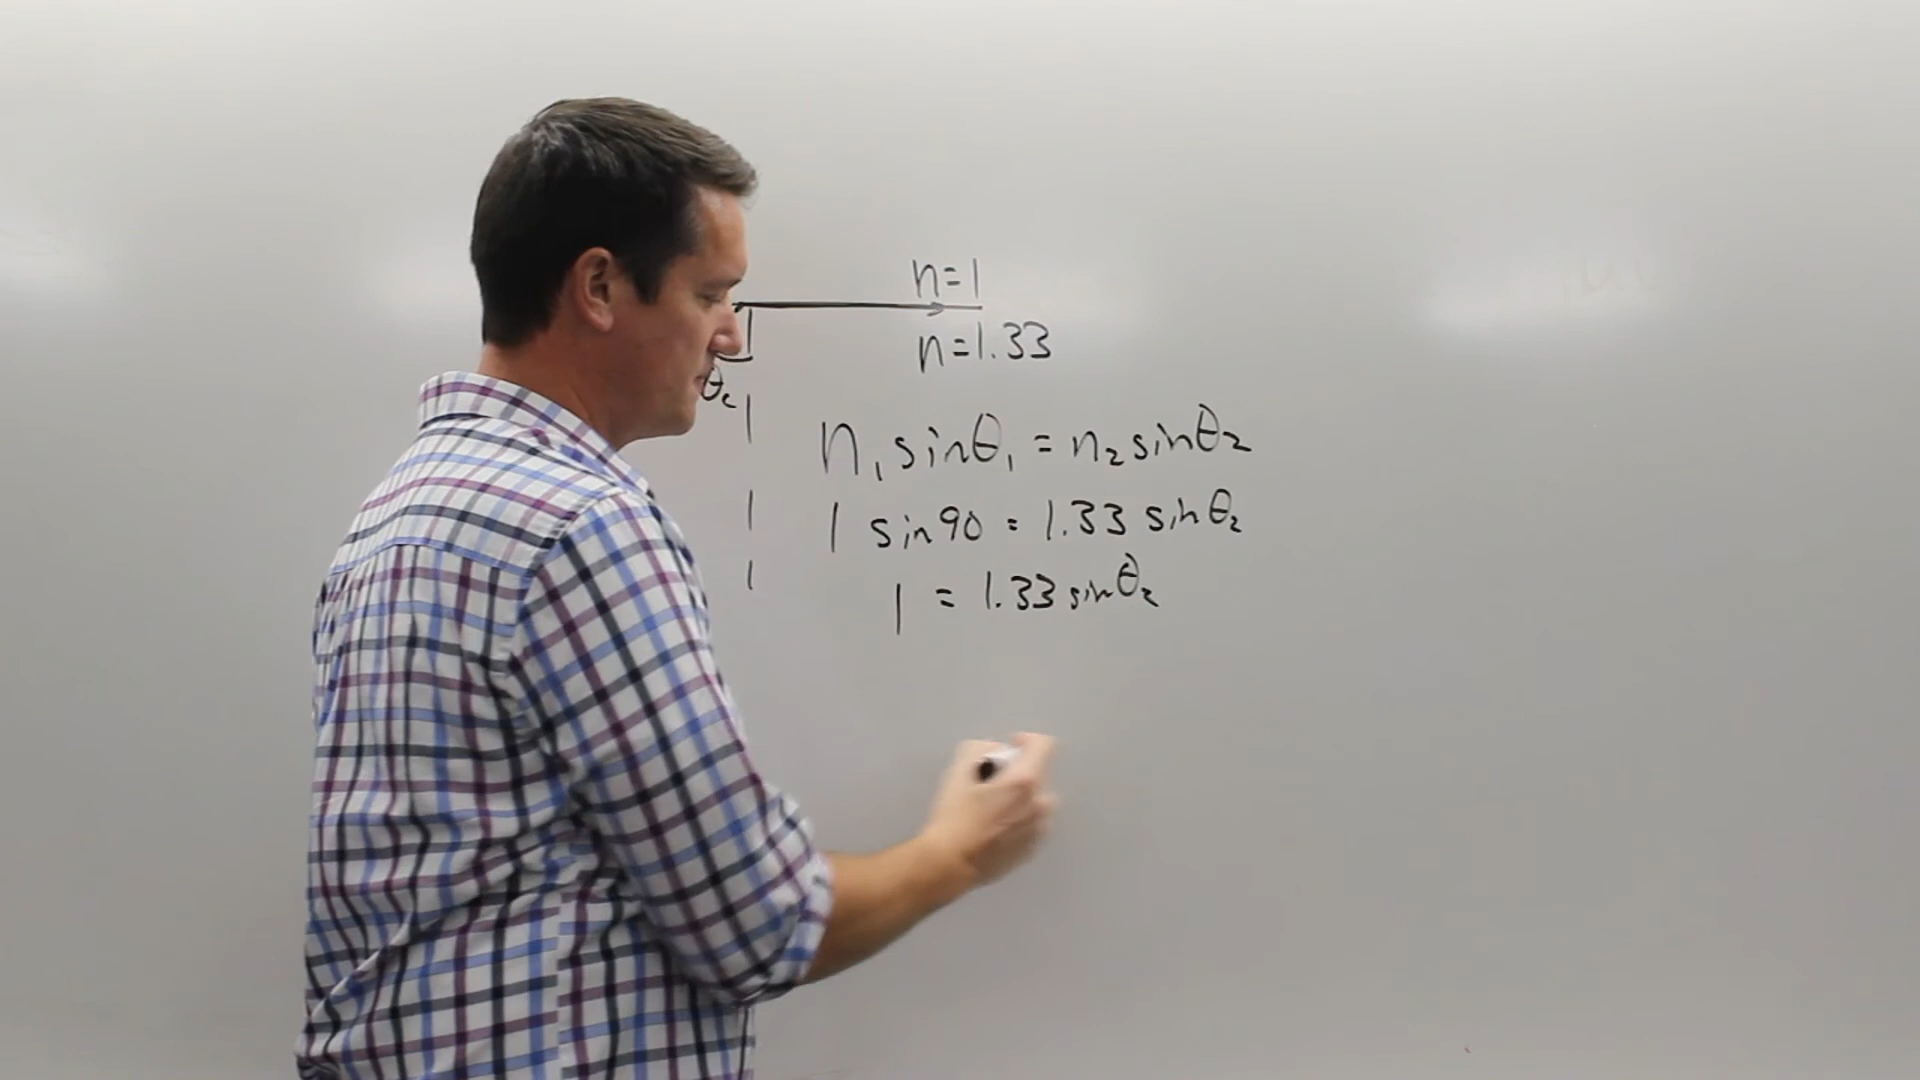 n=1
n=1.33
θc
n₁sinθ₁ = n₂sinθ₂
1 sin90 = 1.33 sinθ₂
1 = 1.33 sinθ₂